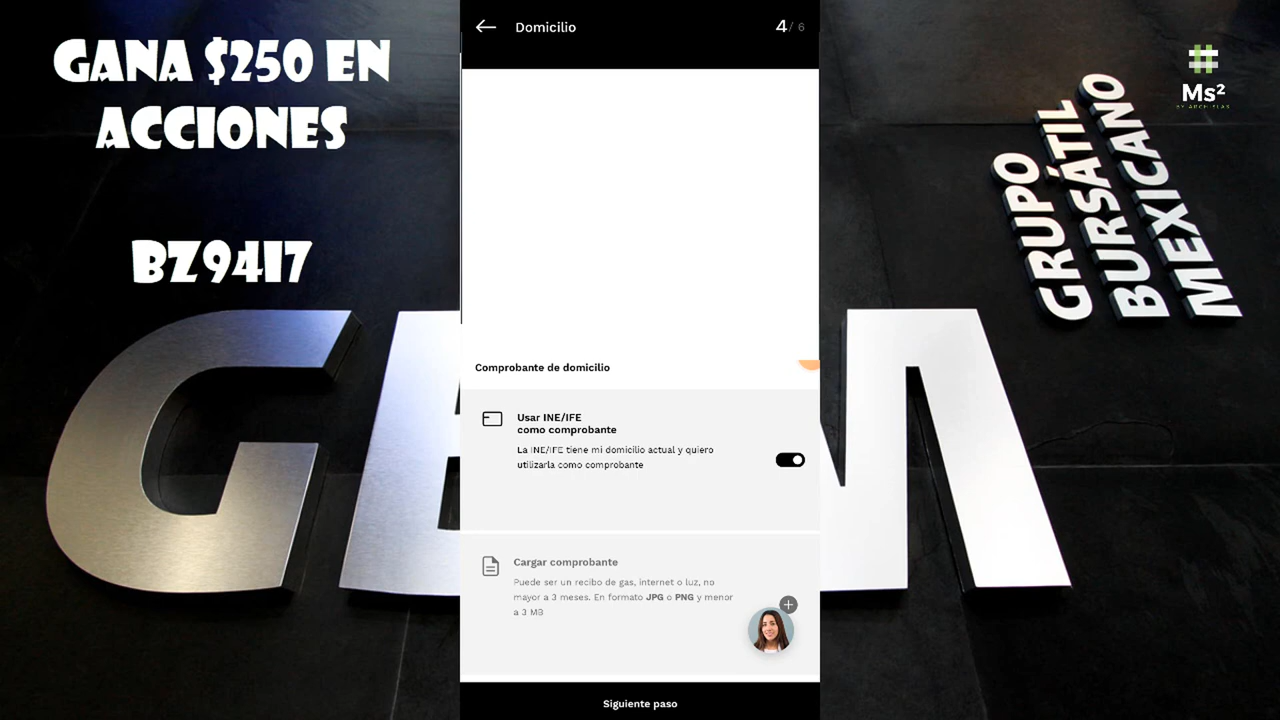 GANA $250 EN
ACCIONES
BZ9417
Domicilio
4/ 6
Comprobante de domicilio
Usar INE/IFE
como comprobante
La INE/IFE tiene mi domicilio actual y quiero
utilizarla como comprobante
Cargar comprobante
Puede ser un recibo de gas, internet o luz, no
mayor a 3 meses. En formato JPG o PNG y menor
a 3 MB
Siguiente paso
Ms²
BY ARCHIELAS
GRUPO
BURSÁTIL
MEXICANO
G
M